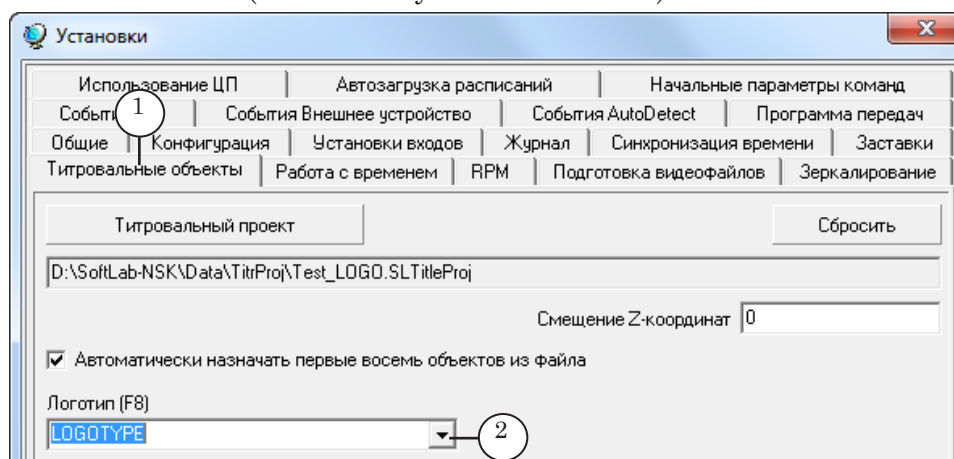 Установки
Использование ЦП Автозагрузка расписаний Начальные параметры команд
1
Событ События Внешнее устройство События AutoDetect Программа передач
Общие Конфигурация Установки входов Журнал Синхронизация времени Заставки
Титровальные объекты Работа с временем RPM Подготовка видеофайлов Зеркалирование
Титровальный проект Сбросить
D:\SoftLab-NSK\Data\TitrProj\Test_LOGO.SLTitleProj
Смещение Z-координат 0
Автоматически назначать первые восемь объектов из файла
Логотип (F8)
LOGOTYPE 2